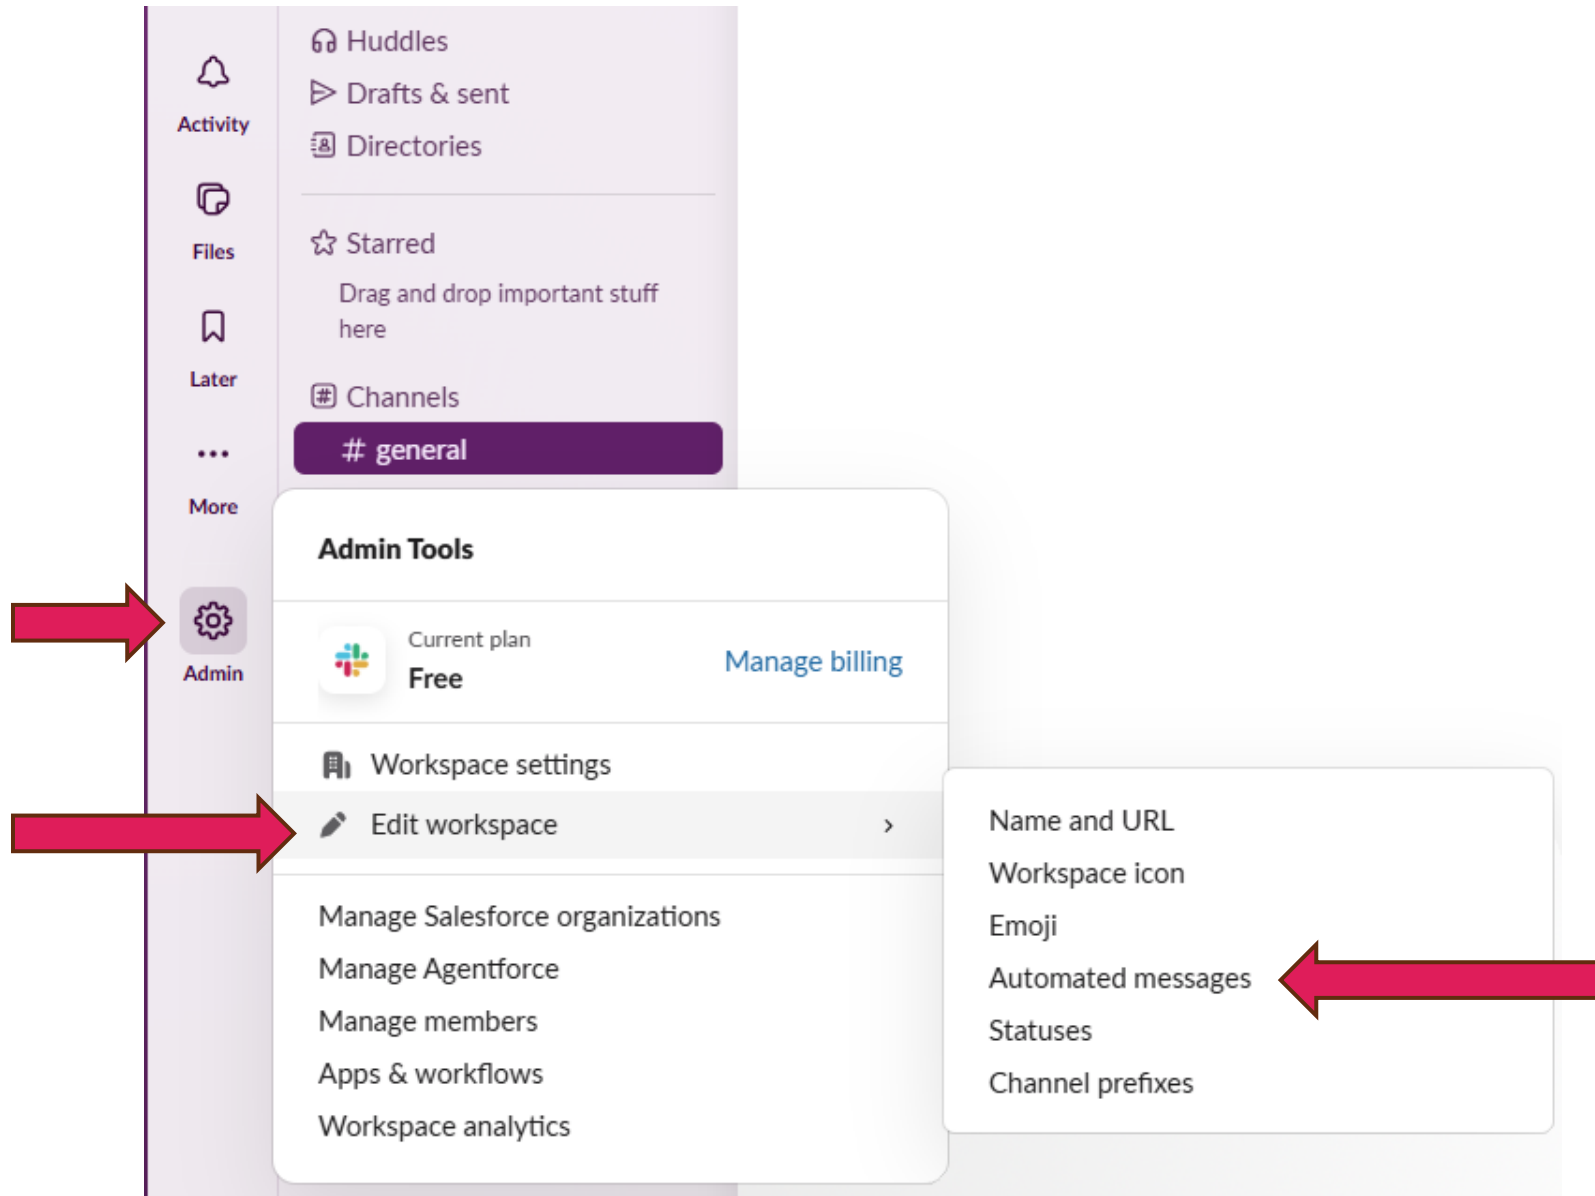 Activity
Files
Later
More
Admin
Huddles
Drafts & sent
Directories
Starred
Drag and drop important stuff
here
Channels
# general
Admin Tools
Current plan
Free
Manage billing
Workspace settings
Edit workspace
Manage Salesforce organizations
Manage Agentforce
Manage members
Apps & workflows
Workspace analytics
Name and URL
Workspace icon
Emoji
Automated messages
Statuses
Channel prefixes